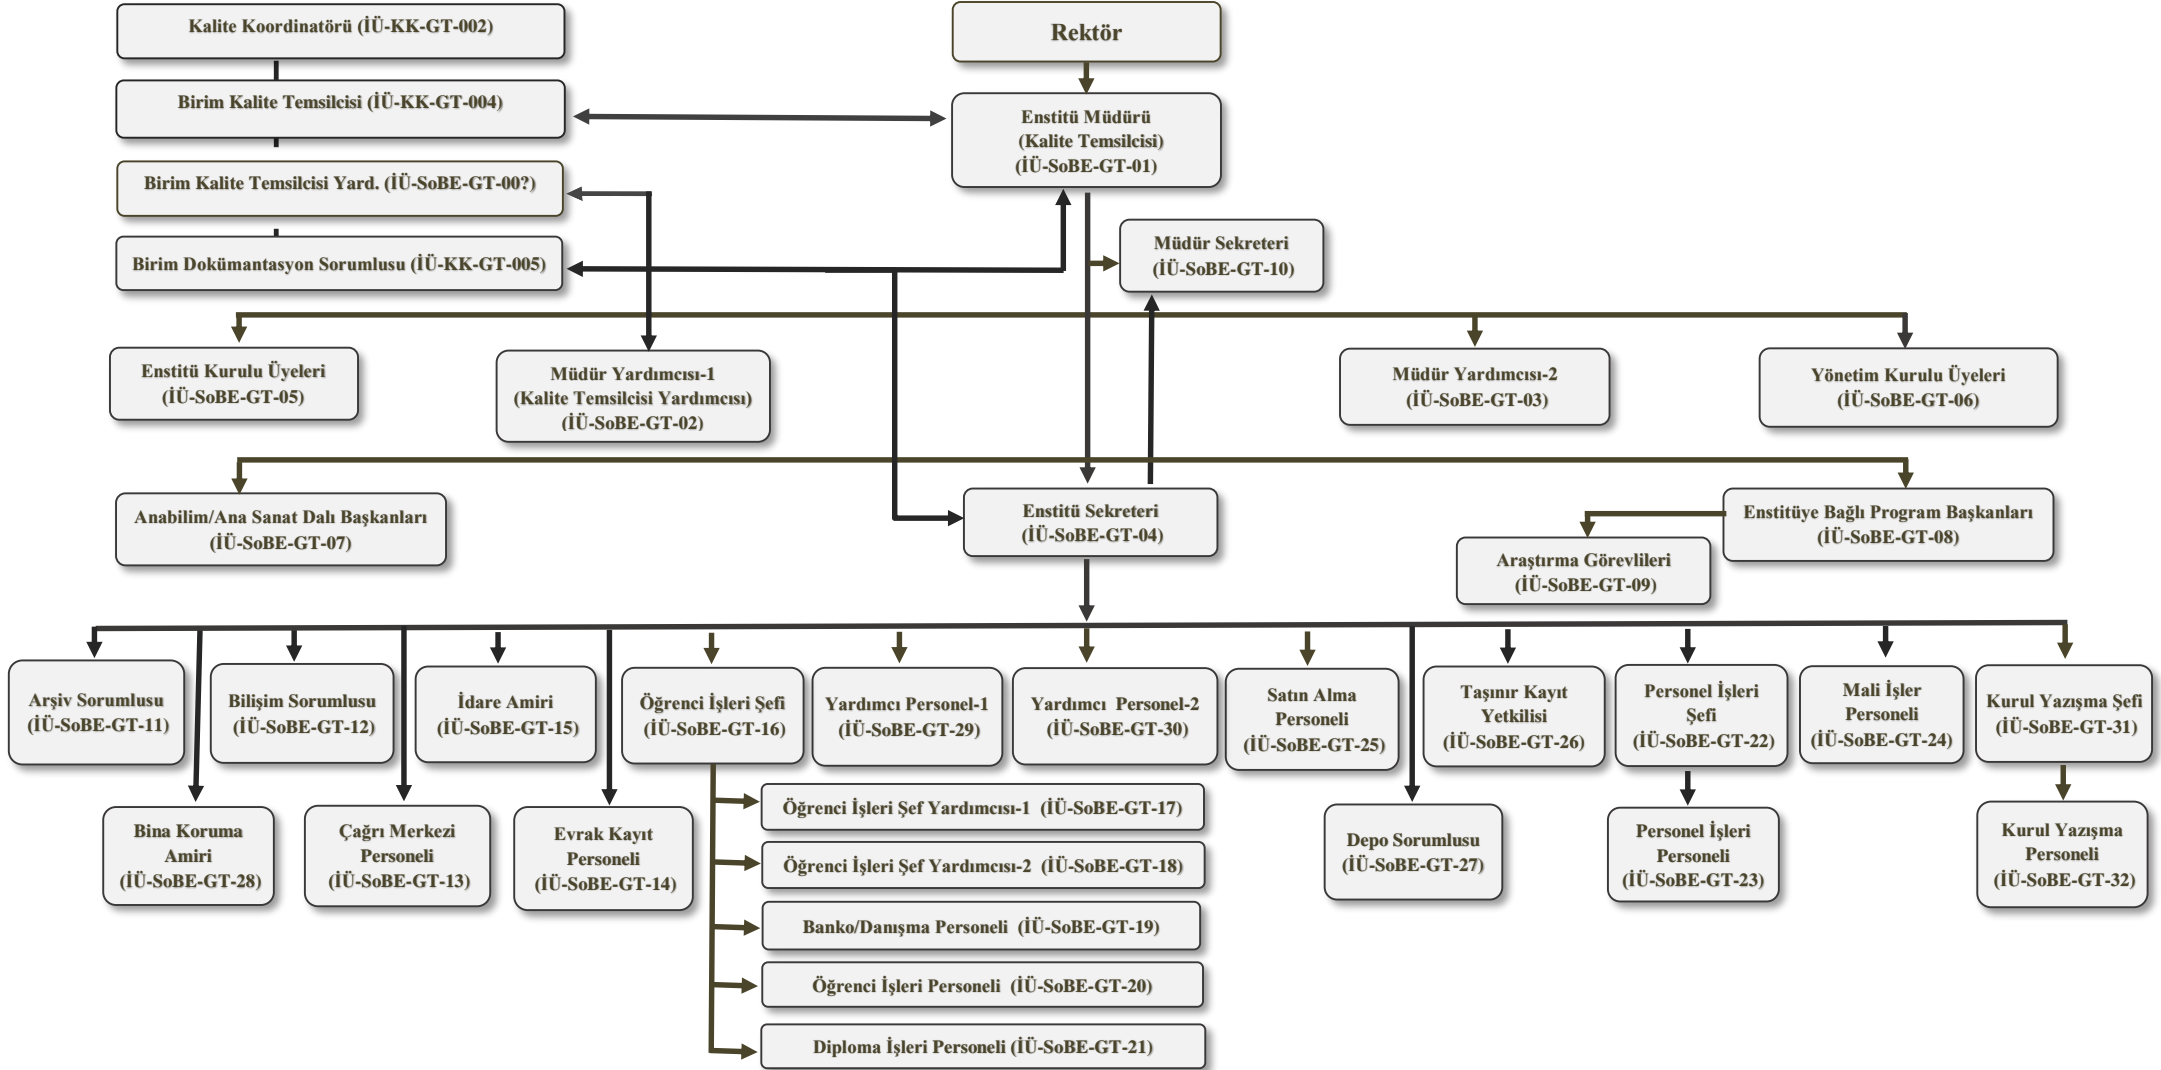 Kalite Koordinatörü (İÜ-KK-GT-002)
Rektör
Birim Kalite Temsilcisi (İÜ-KK-GT-004)
Enstitü Müdürü
(Kalite Temsilcisi)
(İÜ-SoBE-GT-01)
Birim Kalite Temsilcisi Yard. (İÜ-SoBE-GT-00?)
Birim Dokümantasyon Sorumlusu (İÜ-KK-GT-005)
Müdür Sekreteri
(İÜ-SoBE-GT-10)
Enstitü Kurulu Üyeleri
(İÜ-SoBE-GT-05)
Müdür Yardımcısı-1
(Kalite Temsilcisi Yardımcısı)
(İÜ-SoBE-GT-02)
Müdür Yardımcısı-2
(İÜ-SoBE-GT-03)
Yönetim Kurulu Üyeleri
(İÜ-SoBE-GT-06)
Anabilim/Ana Sanat Dalı Başkanları
(İÜ-SoBE-GT-07)
Enstitü Sekreteri
(İÜ-SoBE-GT-04)
Enstitüye Bağlı Program Başkanları
(İÜ-SoBE-GT-08)
Araştırma Görevlileri
(İÜ-SoBE-GT-09)
Arşiv Sorumlusu
(İÜ-SoBE-GT-11)
Bilişim Sorumlusu
(İÜ-SoBE-GT-12)
İdare Amiri
(İÜ-SoBE-GT-15)
Öğrenci İşleri Şefi
(İÜ-SoBE-GT-16)
Yardımcı Personel-1
(İÜ-SoBE-GT-29)
Yardımcı Personel-2
(İÜ-SoBE-GT-30)
Satın Alma
Personeli
(İÜ-SoBE-GT-25)
Taşınır Kayıt
Yetkilisi
(İÜ-SoBE-GT-26)
Personel İşleri
Şefi
(İÜ-SoBE-GT-22)
Mali İşler
Personeli
(İÜ-SoBE-GT-24)
Kurul Yazışma Şefi
(İÜ-SoBE-GT-31)
Bina Koruma
Amiri
(İÜ-SoBE-GT-28)
Çağrı Merkezi
Personeli
(İÜ-SoBE-GT-13)
Evrak Kayıt
Personeli
(İÜ-SoBE-GT-14)
Öğrenci İşleri Şef Yardımcısı-1 (İÜ-SoBE-GT-17)
Öğrenci İşleri Şef Yardımcısı-2 (İÜ-SoBE-GT-18)
Banko/Danışma Personeli (İÜ-SoBE-GT-19)
Öğrenci İşleri Personeli (İÜ-SoBE-GT-20)
Diploma İşleri Personeli (İÜ-SoBE-GT-21)
Depo Sorumlusu
(İÜ-SoBE-GT-27)
Personel İşleri
Personeli
(İÜ-SoBE-GT-23)
Kurul Yazışma
Personeli
(İÜ-SoBE-GT-32)